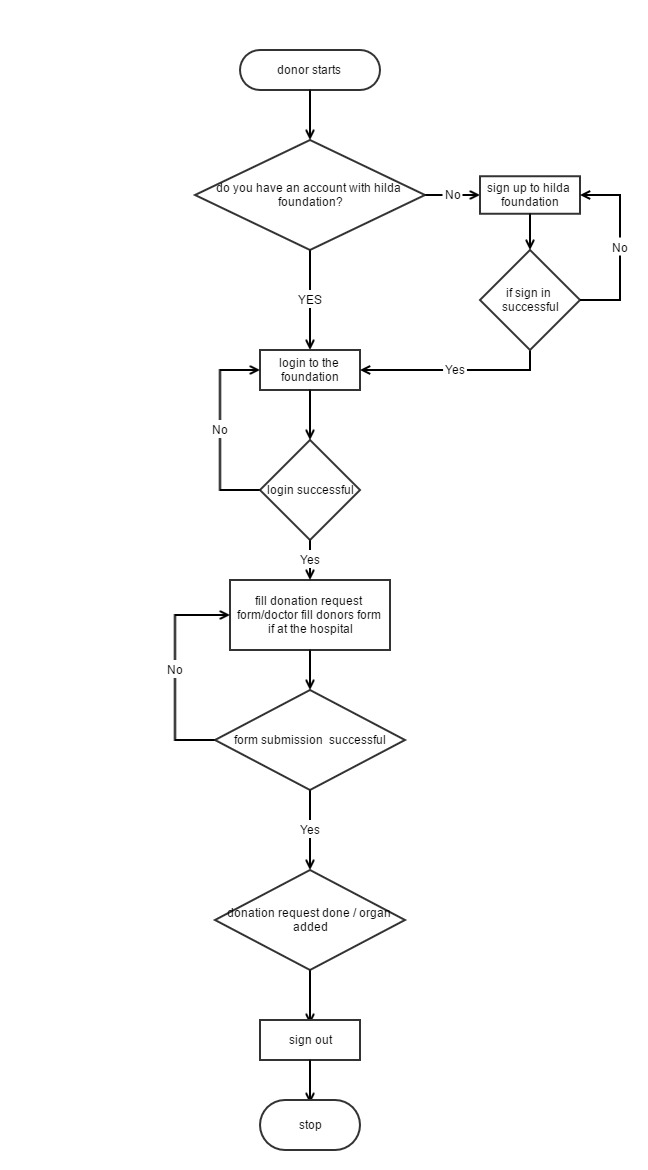 donor starts
do you have an account with hilda
foundation?
No
sign up to hilda
foundation
No
if sign in
successful
YES
Yes
login to the
foundation
No
login successful
Yes
fill donation request
form/doctor fill donors form
if at the hospital
No
form submission  successful
Yes
donation request done / organ
added
sign out
stop